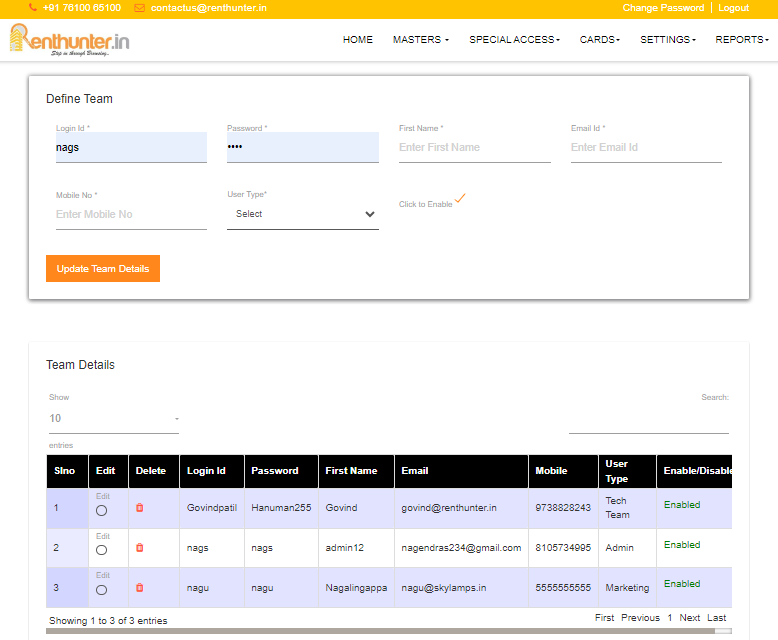 +91 76100 65100 contactus@renthunter.in Change Password Logout
Renthunter.in
Step in through Browsing...
HOME MASTERS SPECIAL ACCESS CARDS SETTINGS REPORTS
Define Team
Login Id * Password * First Name * Email Id *
nags •••• Enter First Name Enter Email Id
Mobile No * User Type* Click to Enable
Enter Mobile No Select
Update Team Details
Team Details
Show Search:
10
entries
Slno Edit Delete Login Id Password First Name Email Mobile User Type Enable/Disable
1 Edit Govindpatil Hanuman255 Govind govind@renthunter.in 9738828243 Tech Team Enabled
2 Edit nags nags admin12 nagendras234@gmail.com 8105734995 Admin Enabled
3 Edit nagu nagu Nagalingappa nagu@skylamps.in 5555555555 Marketing Enabled
Showing 1 to 3 of 3 entries First Previous 1 Next Last